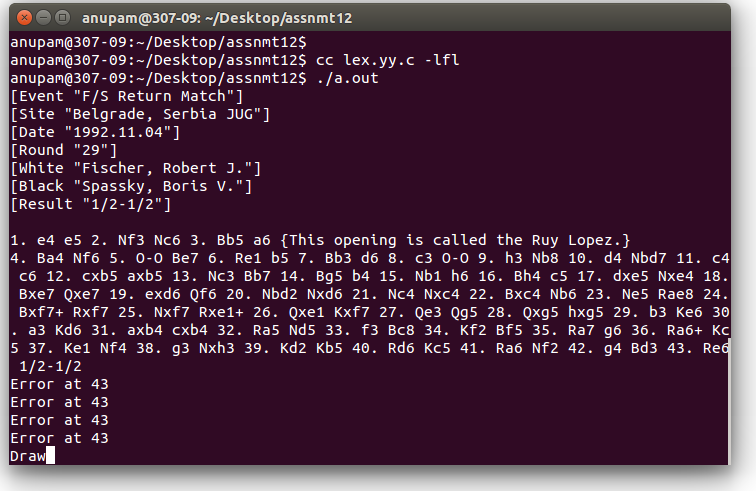 anupam@307-09: ~/Desktop/assnmt12
anupam@307-09:~/Desktop/assnmt12$
anupam@307-09:~/Desktop/assnmt12$ cc lex.yy.c -lfl
anupam@307-09:~/Desktop/assnmt12$ ./a.out
[Event "F/S Return Match"]
[Site "Belgrade, Serbia JUG"]
[Date "1992.11.04"]
[Round "29"]
[White "Fischer, Robert J."]
[Black "Spassky, Boris V."]
[Result "1/2-1/2"]

1. e4 e5 2. Nf3 Nc6 3. Bb5 a6 {This opening is called the Ruy Lopez.}
4. Ba4 Nf6 5. O-O Be7 6. Re1 b5 7. Bb3 d6 8. c3 O-O 9. h3 Nb8 10. d4 Nbd7 11. c4
 c6 12. cxb5 axb5 13. Nc3 Bb7 14. Bg5 b4 15. Nb1 h6 16. Bh4 c5 17. dxe5 Nxe4 18.
 Bxe7 Qxe7 19. exd6 Qf6 20. Nbd2 Nxd6 21. Nc4 Nxc4 22. Bxc4 Nb6 23. Ne5 Rae8 24.
 Bxf7+ Rxf7 25. Nxf7 Rxe1+ 26. Qxe1 Kxf7 27. Qe3 Qg5 28. Qxg5 hxg5 29. b3 Ke6 30
. a3 Kd6 31. axb4 cxb4 32. Ra5 Nd5 33. f3 Bc8 34. Kf2 Bf5 35. Ra7 g6 36. Ra6+ Kc
5 37. Ke1 Nf4 38. g3 Nxh3 39. Kd2 Kb5 40. Rd6 Kc5 41. Ra6 Nf2 42. g4 Bd3 43. Re6
 1/2-1/2
Error at 43
Error at 43
Error at 43
Error at 43
Draw